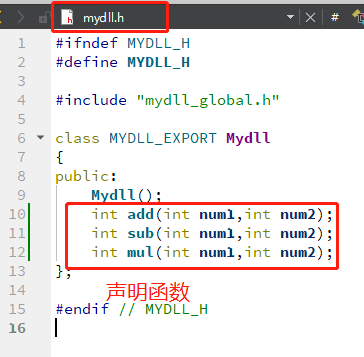 mydll.h
#
1 #ifndef MYDLL_H
2 #define MYDLL_H
3
4 #include "mydll_global.h"
5
6 class MYDLL_EXPORT Mydll
7 {
8 public:
9     Mydll();
10     int add(int num1,int num2);
11     int sub(int num1,int num2);
12     int mul(int num1,int num2);
13 };
14
声明函数
15 #endif // MYDLL_H
16